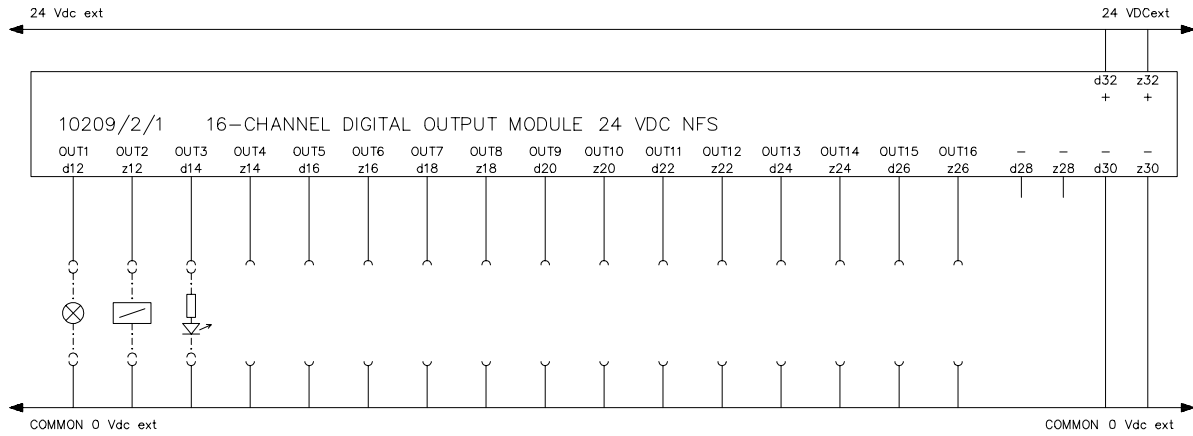 24 Vdc ext 24 VDCext
d32 z32
+ +
10209/2/1 16-CHANNEL DIGITAL OUTPUT MODULE 24 VDC NFS
OUT1 OUT2 OUT3 OUT4 OUT5 OUT6 OUT7 OUT8 OUT9 OUT10 OUT11 OUT12 OUT13 OUT14 OUT15 OUT16 - - - -
d12 z12 d14 z14 d16 z16 d18 z18 d20 z20 d22 z22 d24 z24 d26 z26 d28 z28 d30 z30
COMMON 0 Vdc ext COMMON 0 Vdc ext